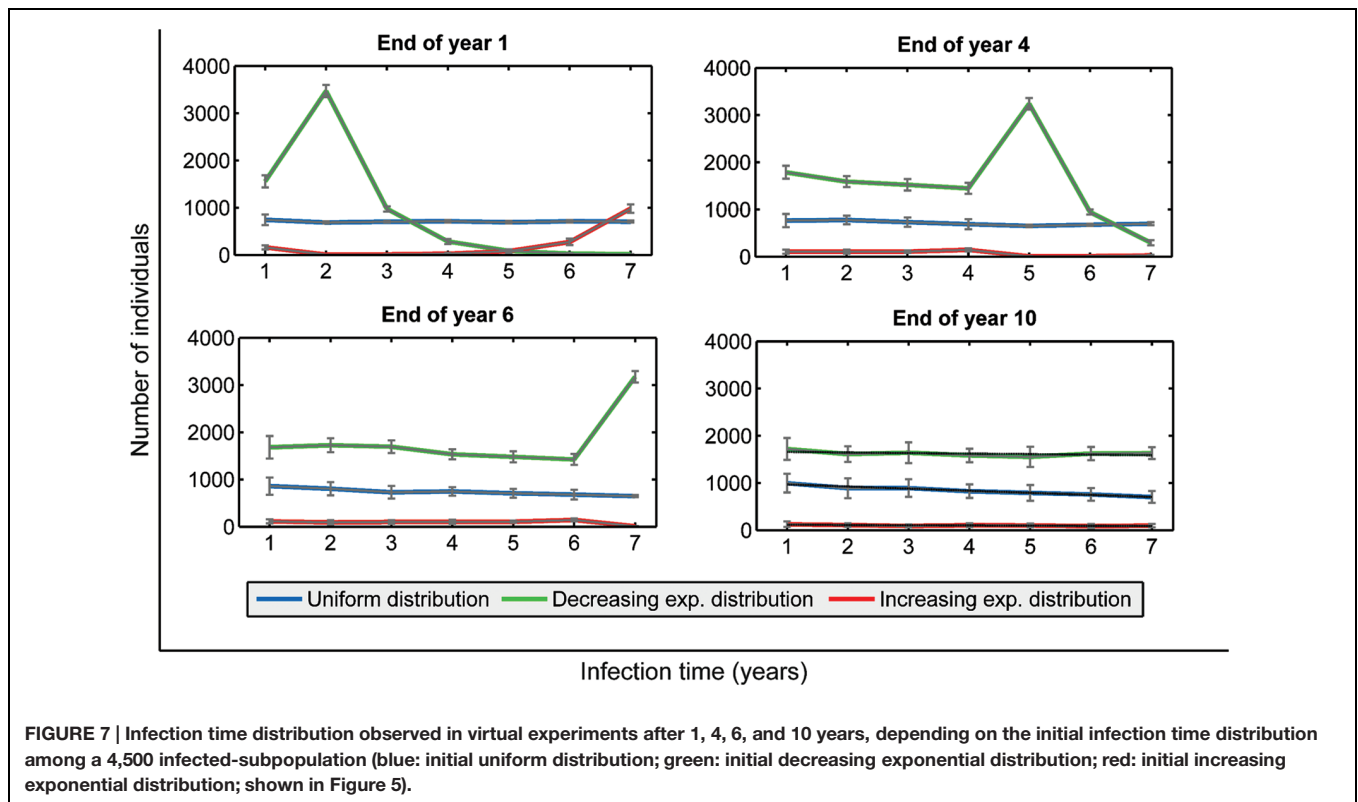 End of year 1
End of year 4
4000
3000
2000
1000
0
1 2 3 4 5 6 7
4000
3000
2000
1000
0
1 2 3 4 5 6 7
Number of individuals
End of year 6
End of year 10
4000
3000
2000
1000
0
1 2 3 4 5 6 7
4000
3000
2000
1000
0
1 2 3 4 5 6 7
Uniform distribution Decreasing exp. distribution Increasing exp. distribution
Infection time (years)
FIGURE 7 | Infection time distribution observed in virtual experiments after 1, 4, 6, and 10 years, depending on the initial infection time distribution
among a 4,500 infected-subpopulation (blue: initial uniform distribution; green: initial decreasing exponential distribution; red: initial increasing
exponential distribution; shown in Figure 5).